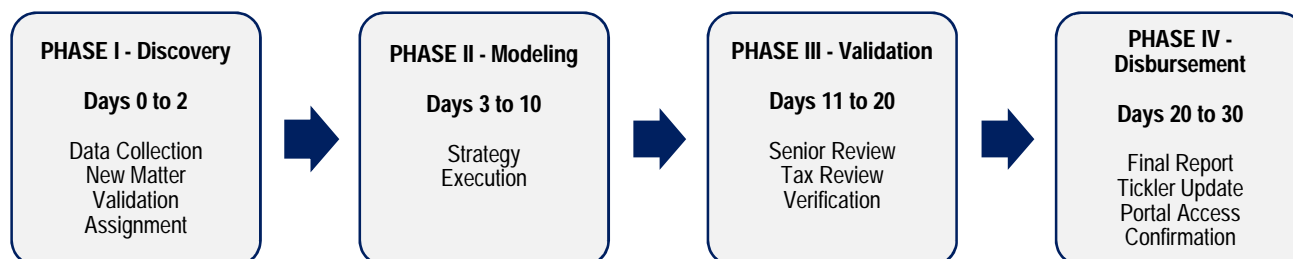 PHASE I - Discovery
Days 0 to 2
Data Collection
New Matter
Validation
Assignment
PHASE II - Modeling
Days 3 to 10
Strategy
Execution
PHASE III - Validation
Days 11 to 20
Senior Review
Tax Review
Verification
PHASE IV -
Disbursement
Days 20 to 30
Final Report
Tickler Update
Portal Access
Confirmation